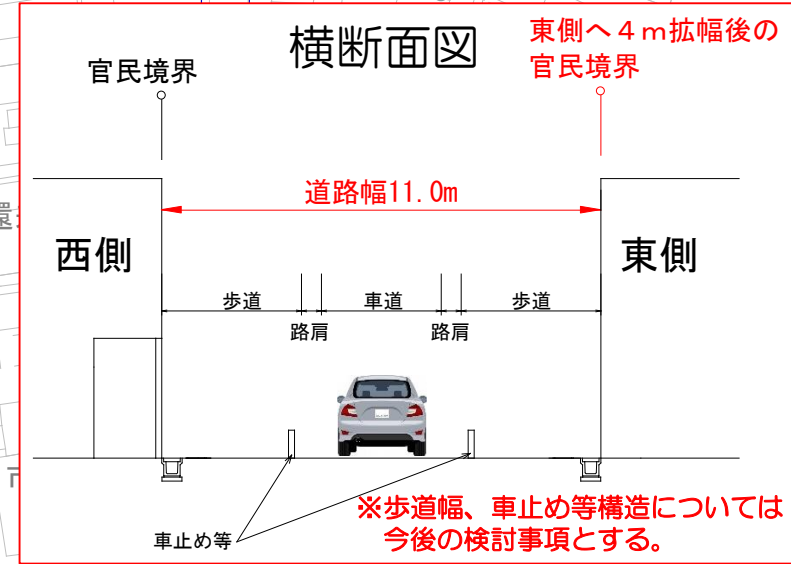 横断面図
東側へ4m拡幅後の
官民境界
官民境界
道路幅11.0m
西側
東側
歩道
車道
歩道
路肩
路肩
車止め等
※歩道幅、車止め等構造については
今後の検討事項とする。